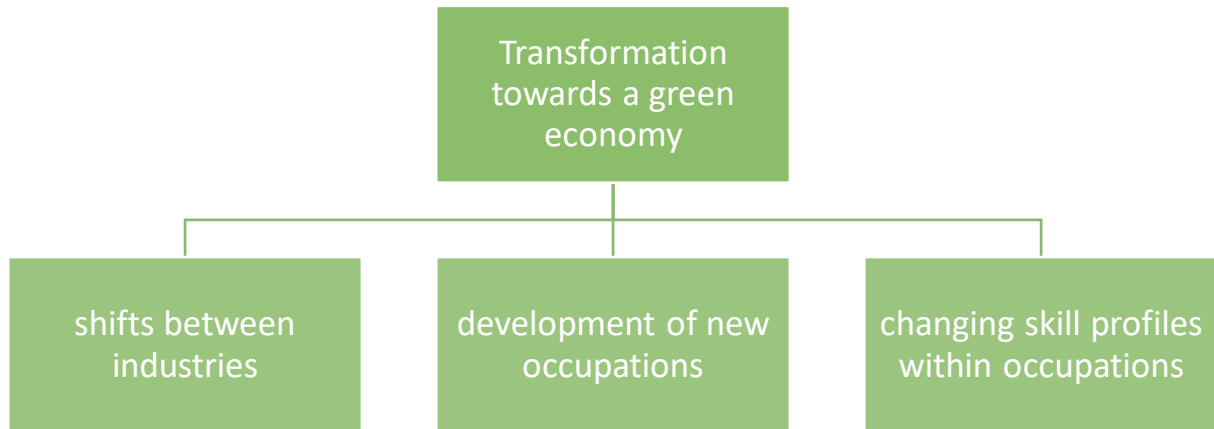 Transformation
towards a green
economy
shifts between
industries
development of new
occupations
changing skill profiles
within occupations